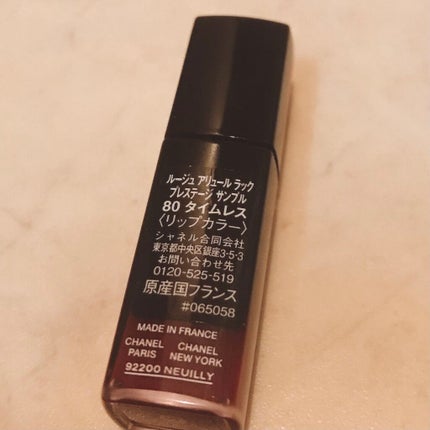 ルージュ アリュール ラック
プレステージ サンプル
80 タイムレス
〈リップカラー〉
シャネル合同会社
東京都中央区銀座3-5-3
お問い合わせ先
0120-525-519
原産国フランス
#065058
MADE IN FRANCE
CHANEL CHANEL
PARIS NEW YORK
92200 NEUILLY